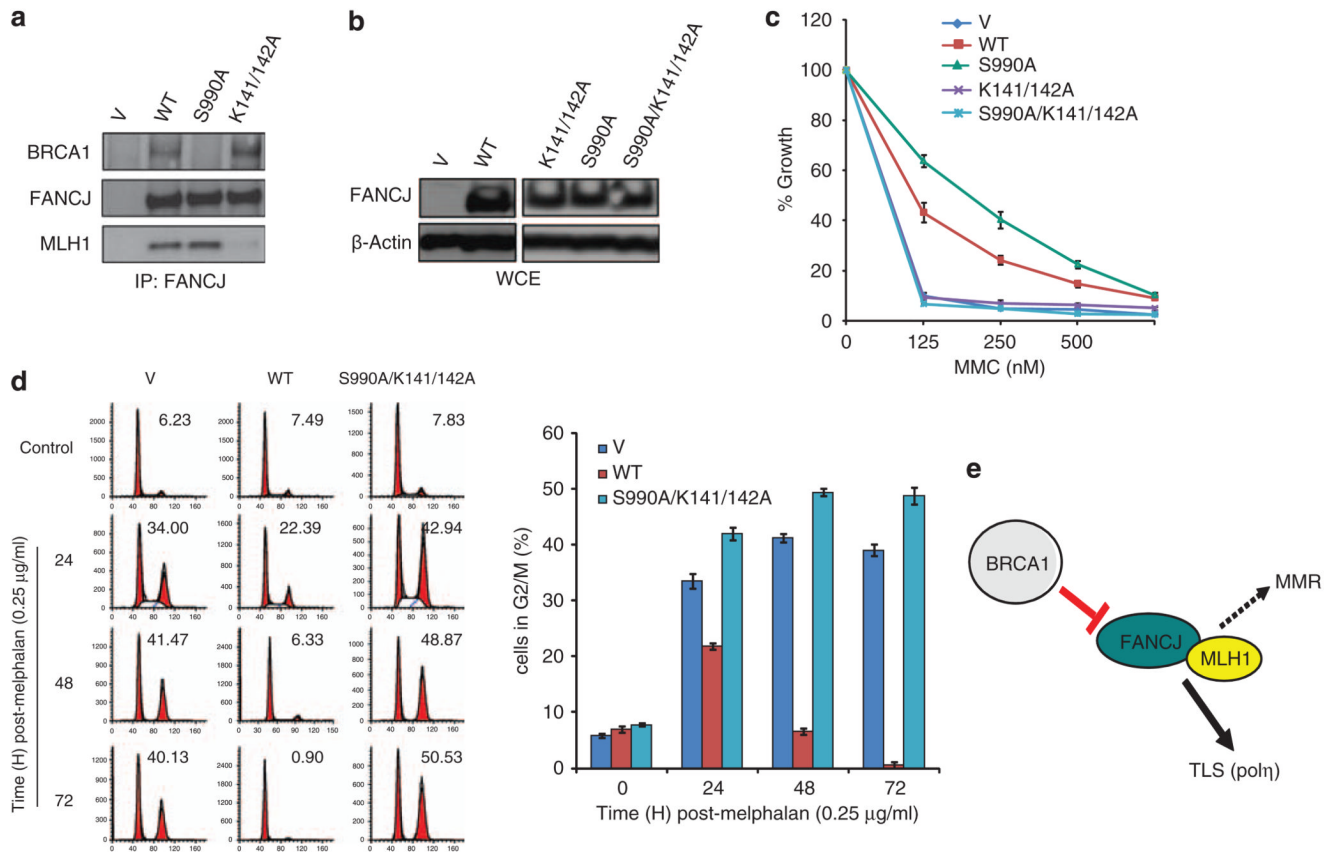 a
V
WT
S990A
K141/142A
BRCA1
FANCJ
MLH1
IP: FANCJ
b
V
WT
K141/142A
S990A
S990A/K141/142A
FANCJ
β-Actin
WCE
c
V
WT
S990A
K141/142A
S990A/K141/142A
% Growth
120
100
80
60
40
20
0
0 125 250 500
MMC (nM)
d
V WT S990A/K141/142A
Control
6.23 7.49 7.83
24
34.00 22.39 42.94
48
41.47 6.33 48.87
72
40.13 0.90 50.53
Time (H) post-melphalan (0.25 μg/ml)
cells in G2/M (%)
60
50
40
30
20
10
0
V
WT
S990A/K141/142A
0 24 48 72
Time (H) post-melphalan (0.25 μg/ml)
e
BRCA1
MMR
FANCJ
MLH1
TLS (polη)